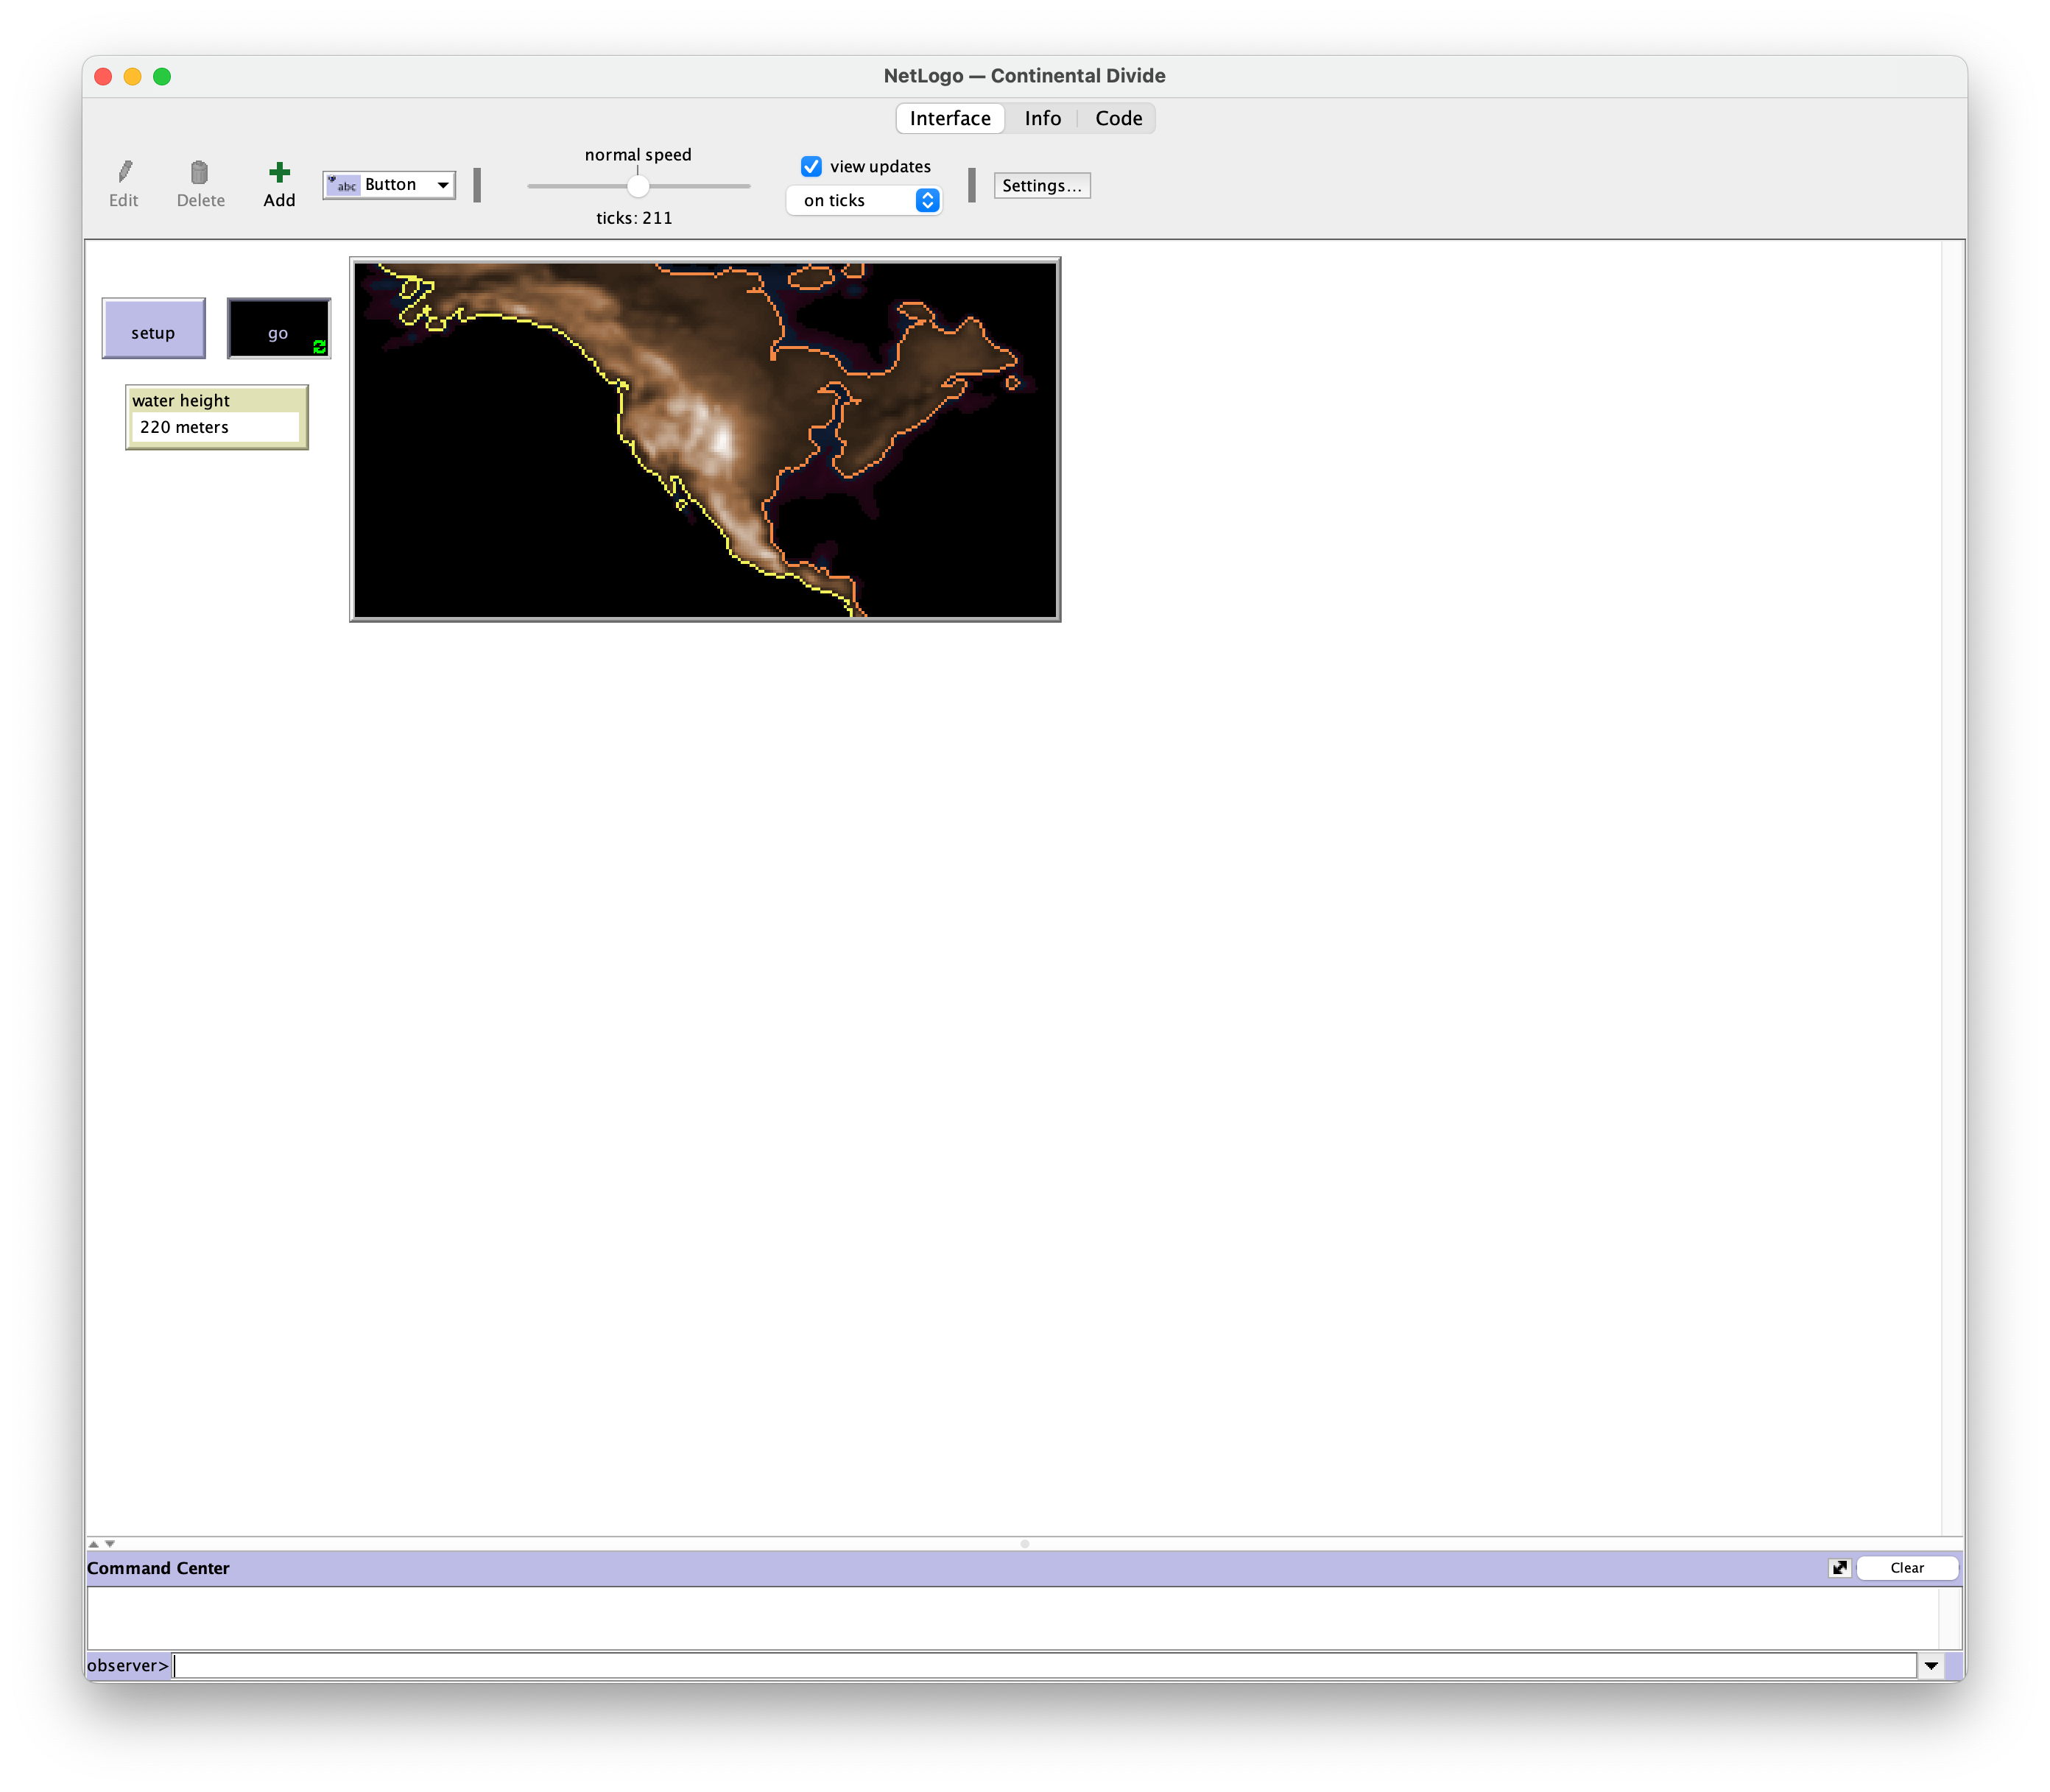 NetLogo — Continental Divide
Interface Info Code
Edit
Delete
Add
abc Button
normal speed
ticks: 211
view updates
on ticks
Settings...
setup
go
water height
220 meters
Command Center
Clear
observer>